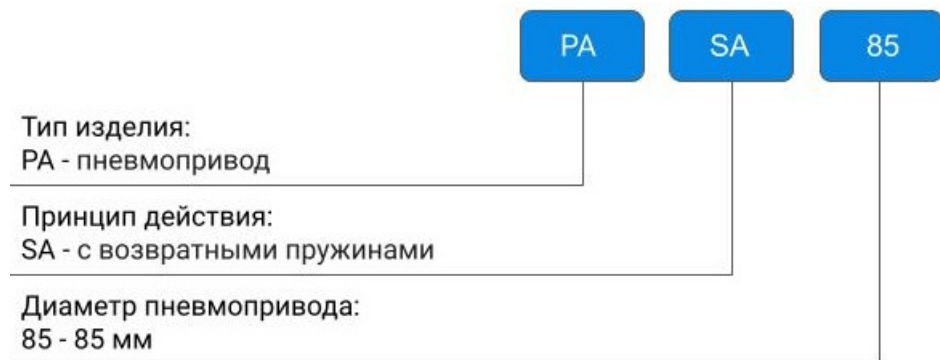 PA SA 85
Тип изделия:
PA - пневмопривод
Принцип действия:
SA - с возвратными пружинами
Диаметр пневмопривода:
85 - 85 мм